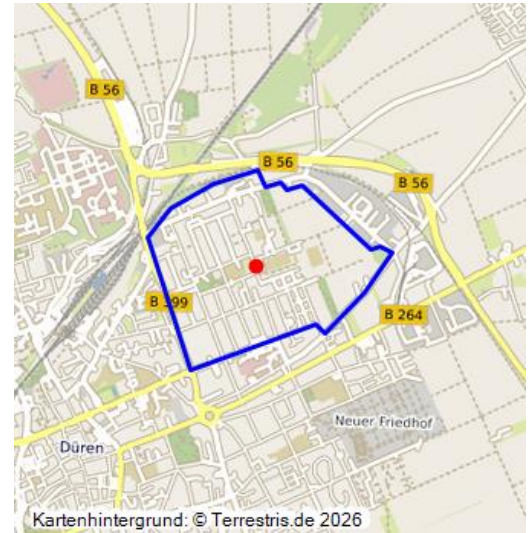 B 56
B 56
B 56
B 399
B 264
Neuer Friedhof
Düren
Kartenhintergrund: © Terrestris.de 2026